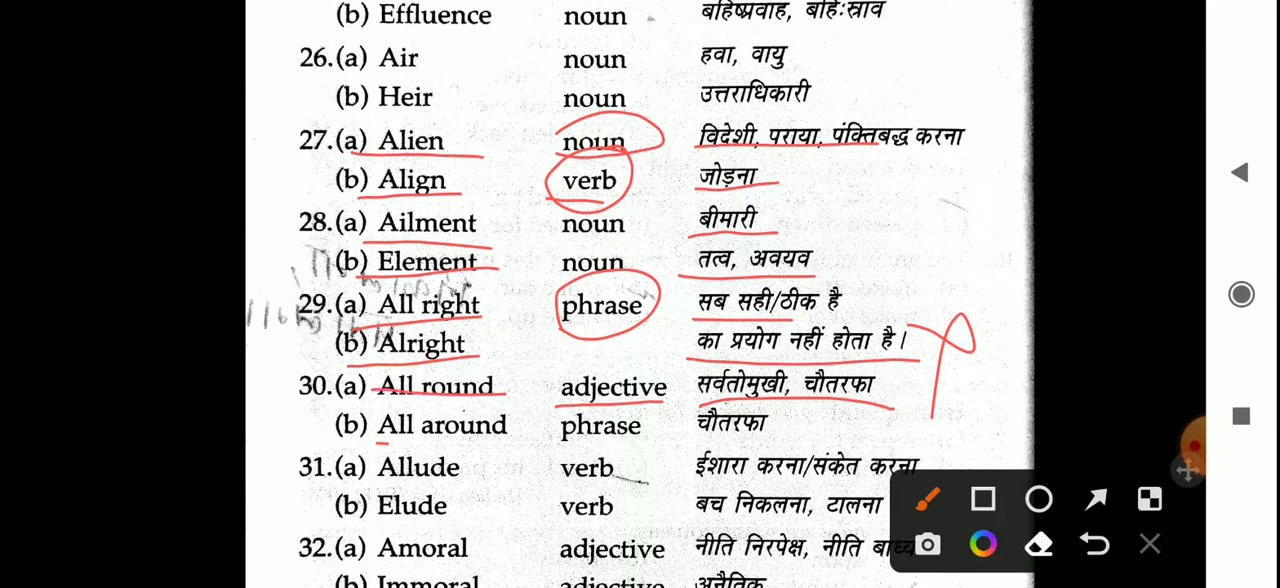 (b) Effluence noun बहिष्प्रवाह, बहिःस्राव
26.(a) Air noun हवा, वायु
(b) Heir noun उत्तराधिकारी
27.(a) Alien noun विदेशी, पराया, पंक्तिबद्ध करना
(b) Align verb जोड़ना
28.(a) Ailment noun बीमारी
(b) Element noun तत्व, अवयव
29.(a) All right phrase सब सही/ठीक है
(b) Alright का प्रयोग नहीं होता है।
30.(a) All round adjective सर्वतोमुखी, चौतरफा
(b) All around phrase चौतरफा
31.(a) Allude verb ईशारा करना/संकेत करना
(b) Elude verb बच निकलना, टालना
32.(a) Amoral adjective नीति निरपेक्ष, नीति बाध्य
(b) Immoral adjective अनैतिक